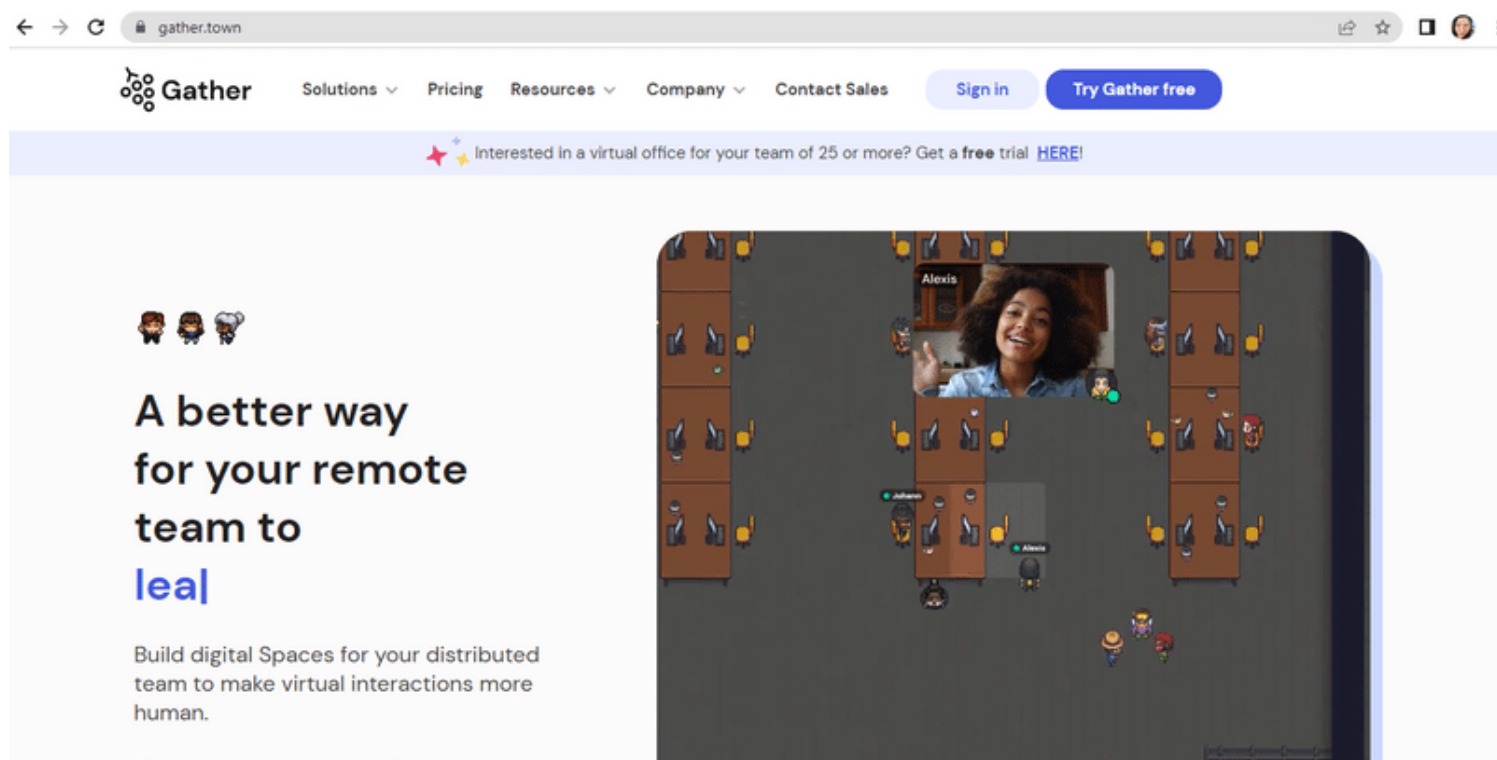 gather.town
Gather
Solutions
Pricing
Resources
Company
Contact Sales
Sign in
Try Gather free
Interested in a virtual office for your team of 25 or more? Get a free trial HERE!
Alexis
A better way
for your remote
team to
lea
Johann
Alexis
Build digital Spaces for your distributed
team to make virtual interactions more
human.